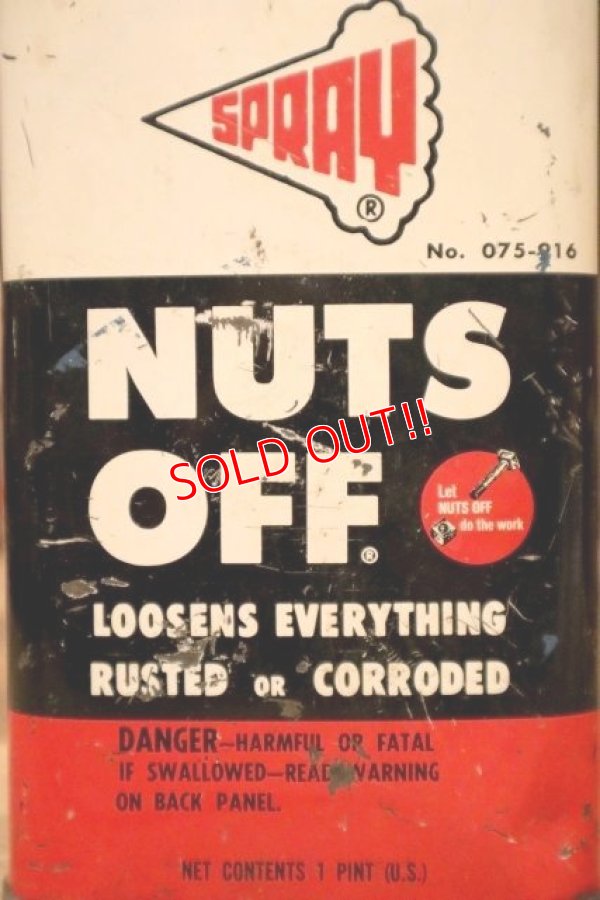 SPRAY
®
No. 075-916
NUTS
OFF®
SOLD OUT!!
Let
NUTS OFF
do the work
LOOSENS EVERYTHING
RUSTED OR CORRODED
DANGER—HARMFUL OR FATAL
IF SWALLOWED—READ WARNING
ON BACK PANEL.
NET CONTENTS 1 PINT (U.S.)